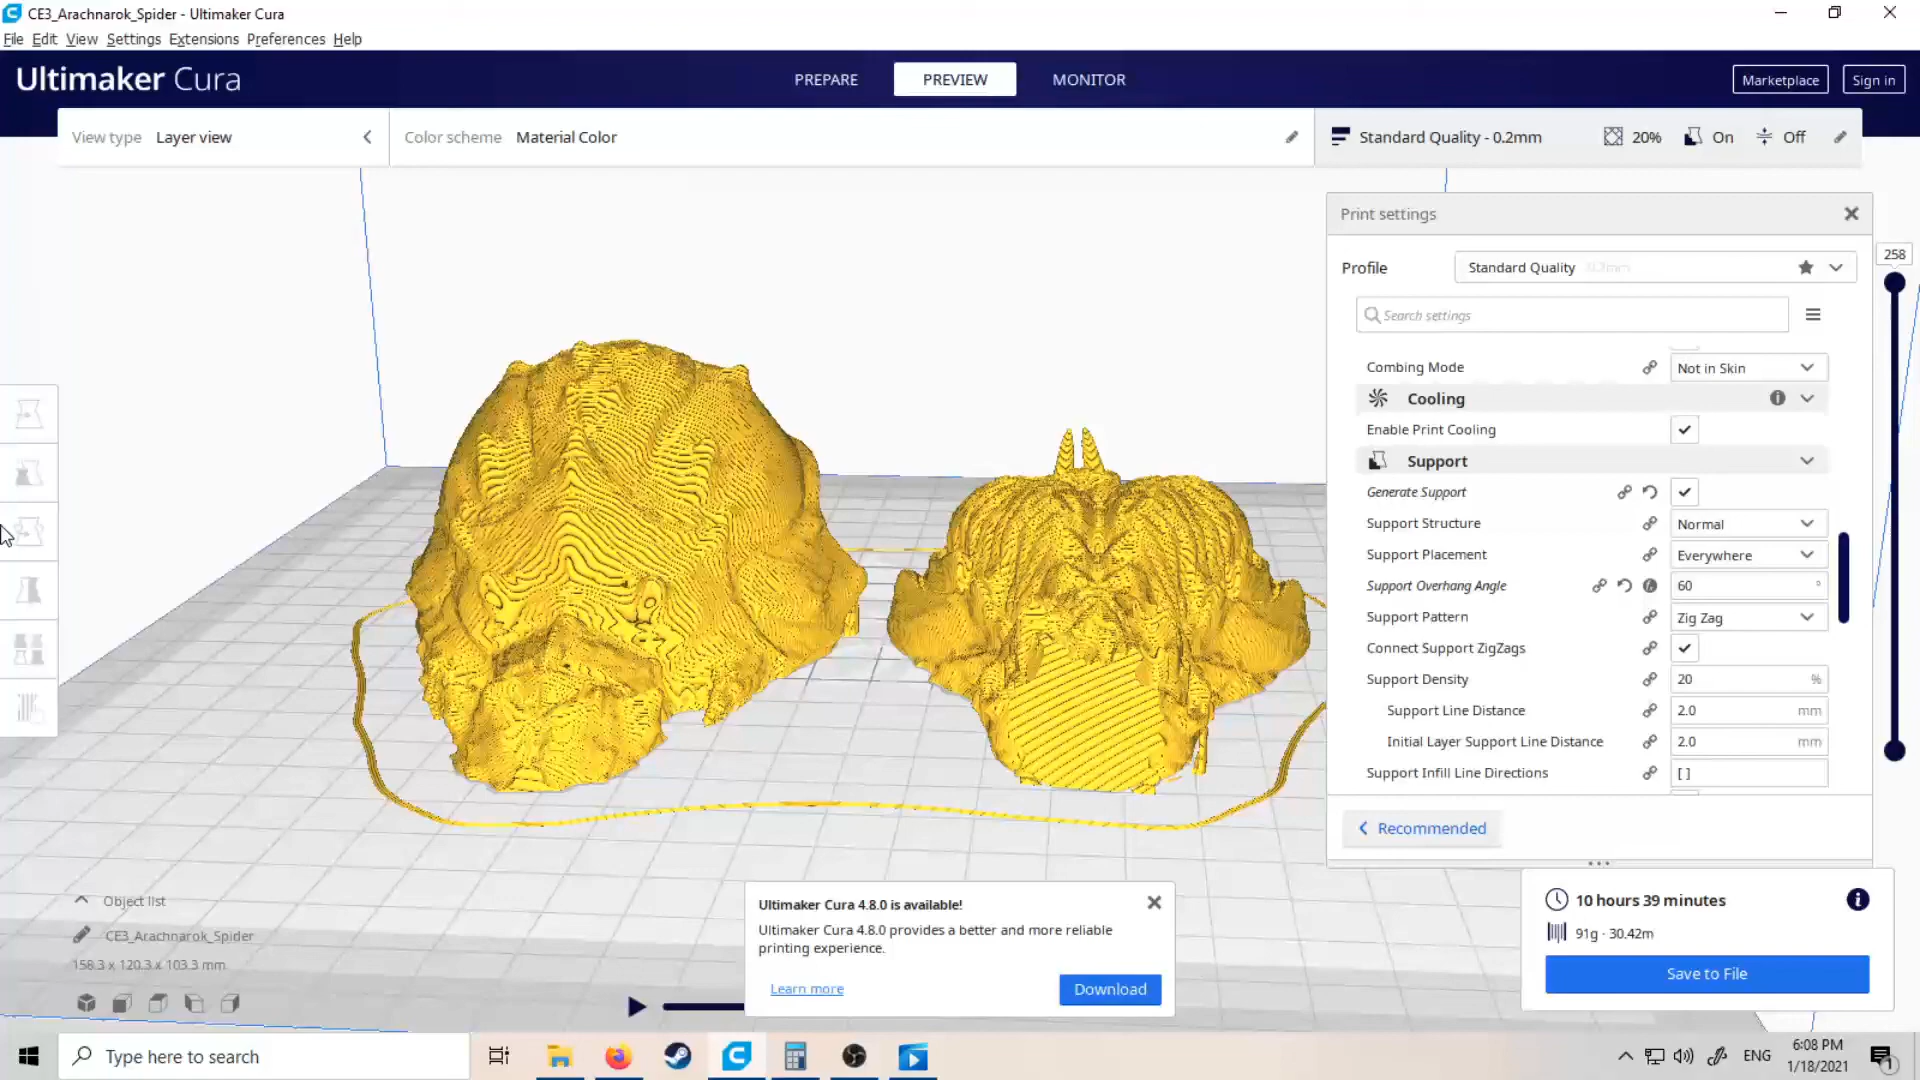 CE3_Arachnarok_Spider - Ultimaker Cura
File Edit View Settings Extensions Preferences Help
Ultimaker Cura
PREPARE PREVIEW MONITOR
Marketplace Sign in
View type Layer view
Color scheme Material Color
Standard Quality - 0.2mm 20% On Off
Print settings
258
Profile Standard Quality 0.2mm
Search settings
Combing Mode Not in Skin
Cooling
Enable Print Cooling
Support
Generate Support
Support Structure Normal
Support Placement Everywhere
Support Overhang Angle 60 °
Support Pattern Zig Zag
Connect Support ZigZags
Support Density 20 %
Support Line Distance 2.0 mm
Initial Layer Support Line Distance 2.0 mm
Support Infill Line Directions [ ]
Recommended
Object list
CE3_Arachnarok_Spider
158.3 x 120.3 x 103.3 mm
Ultimaker Cura 4.8.0 is available!
Ultimaker Cura 4.8.0 provides a better and more reliable
printing experience.
Learn more Download
10 hours 39 minutes
91g · 30.42m
Save to File
Type here to search
ENG
6:08 PM
1/18/2021
1